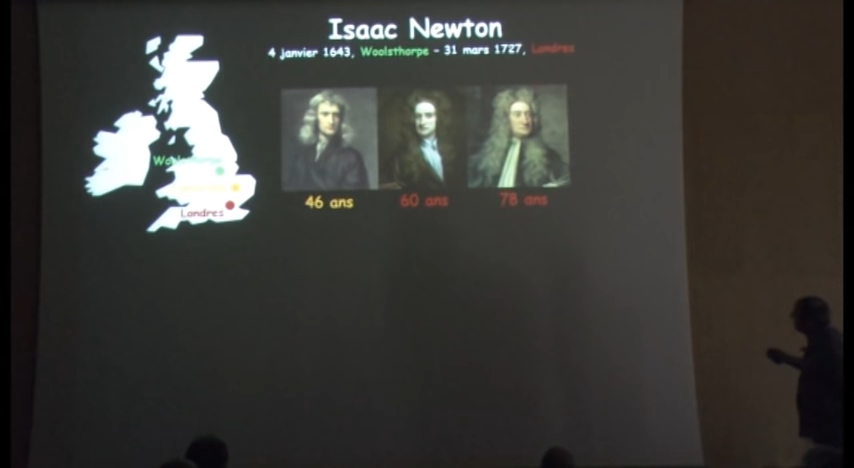 Isaac Newton
4 janvier 1643, Woolsthorpe - 31 mars 1727, Londres
46 ans
60 ans
78 ans
Londres